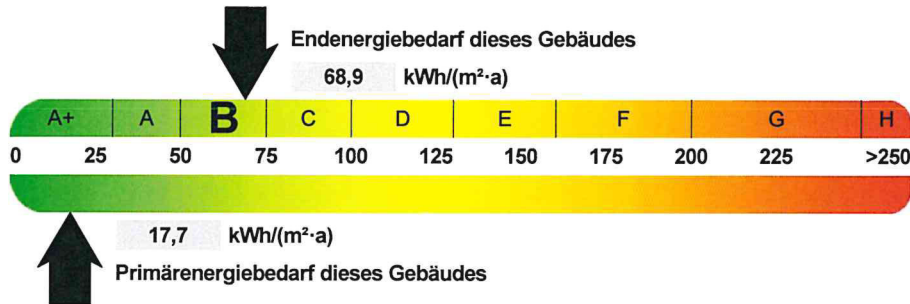 Endenergiebedarf dieses Gebäudes
68,9 kWh/(m²·a)
A+ A B C D E F G H
0 25 50 75 100 125 150 175 200 225 >250
17,7 kWh/(m²·a)
Primärenergiebedarf dieses Gebäudes